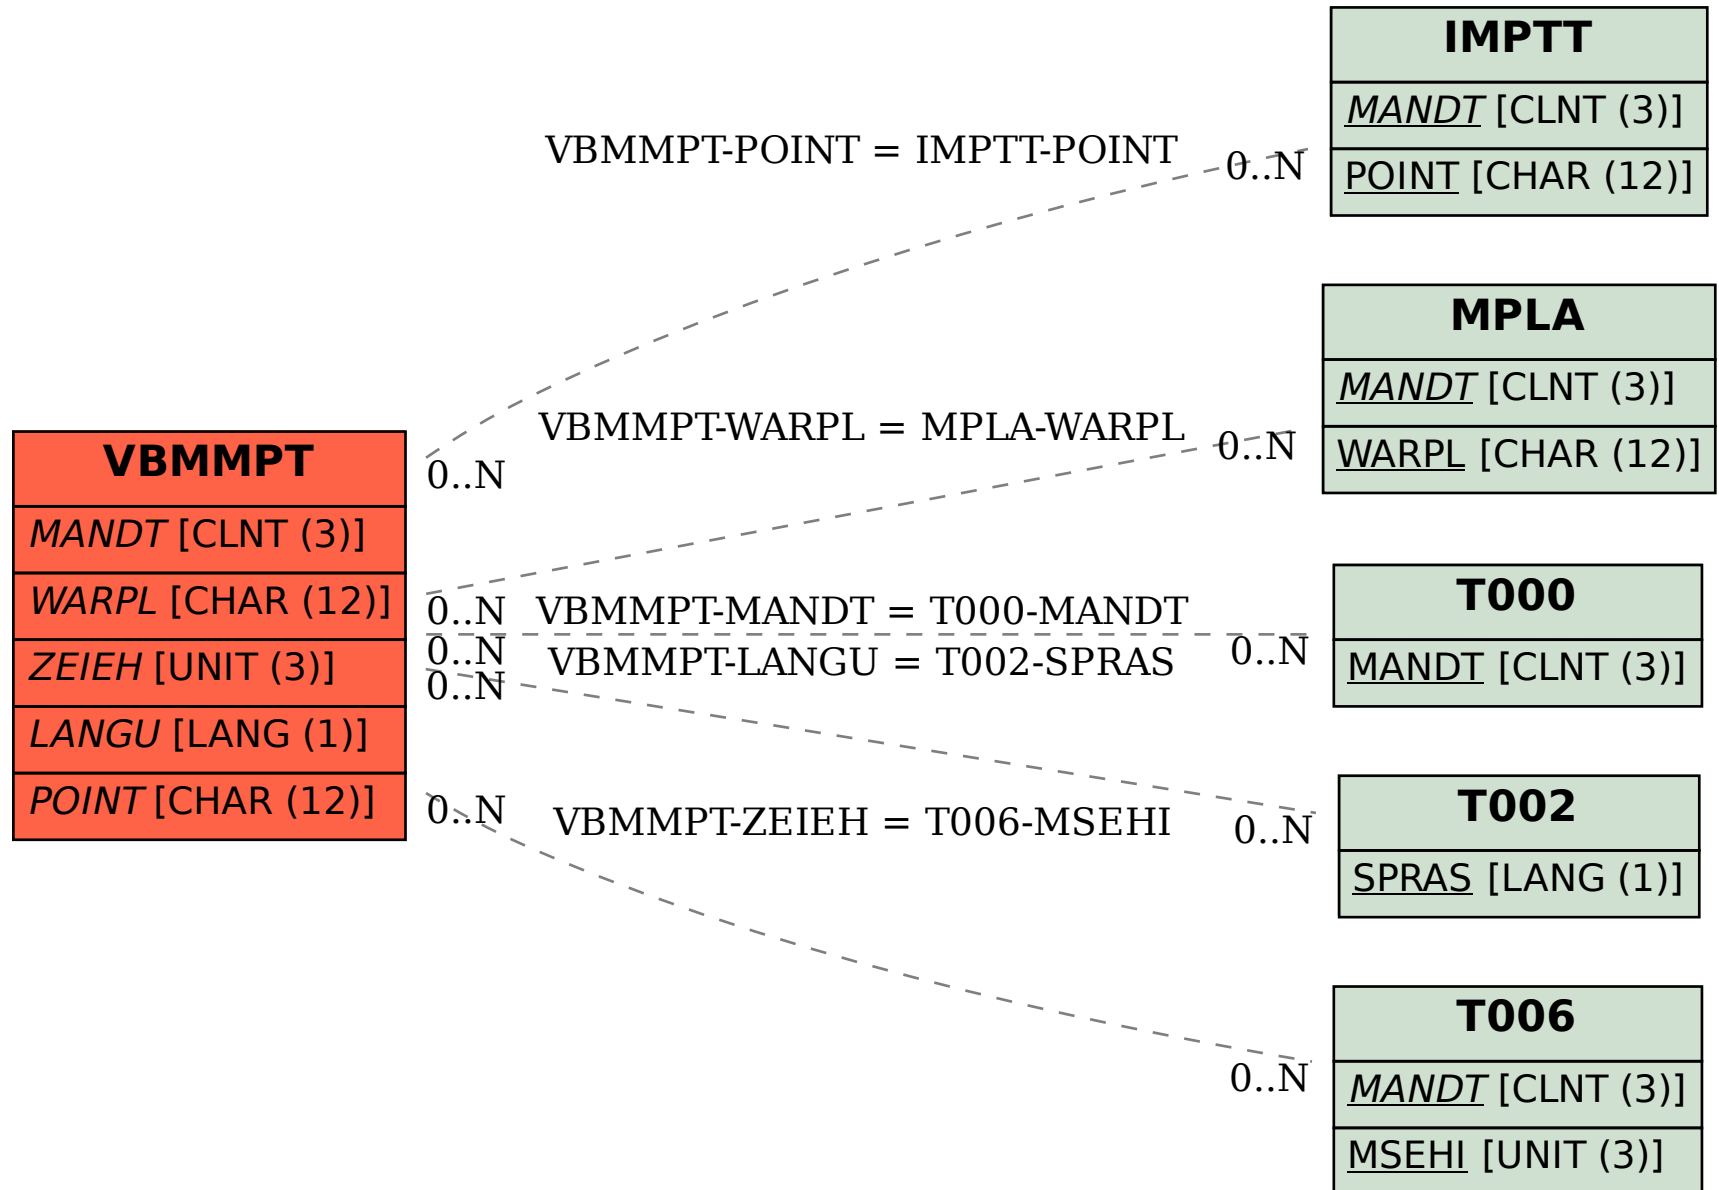 IMPTT
MANDT [CLNT (3)]
POINT [CHAR (12)]
VBMMPT-POINT = IMPTT-POINT
0..N
MPLA
MANDT [CLNT (3)]
WARPL [CHAR (12)]
VBMMPT-WARPL = MPLA-WARPL
0..N
VBMMPT
MANDT [CLNT (3)]
WARPL [CHAR (12)]
ZEIEH [UNIT (3)]
LANGU [LANG (1)]
POINT [CHAR (12)]
0..N
0..N
0..N
0..N
0..N
VBMMPT-MANDT = T000-MANDT
0..N
T000
MANDT [CLNT (3)]
VBMMPT-LANGU = T002-SPRAS
0..N
T002
SPRAS [LANG (1)]
VBMMPT-ZEIEH = T006-MSEHI
0..N
T006
MANDT [CLNT (3)]
MSEHI [UNIT (3)]